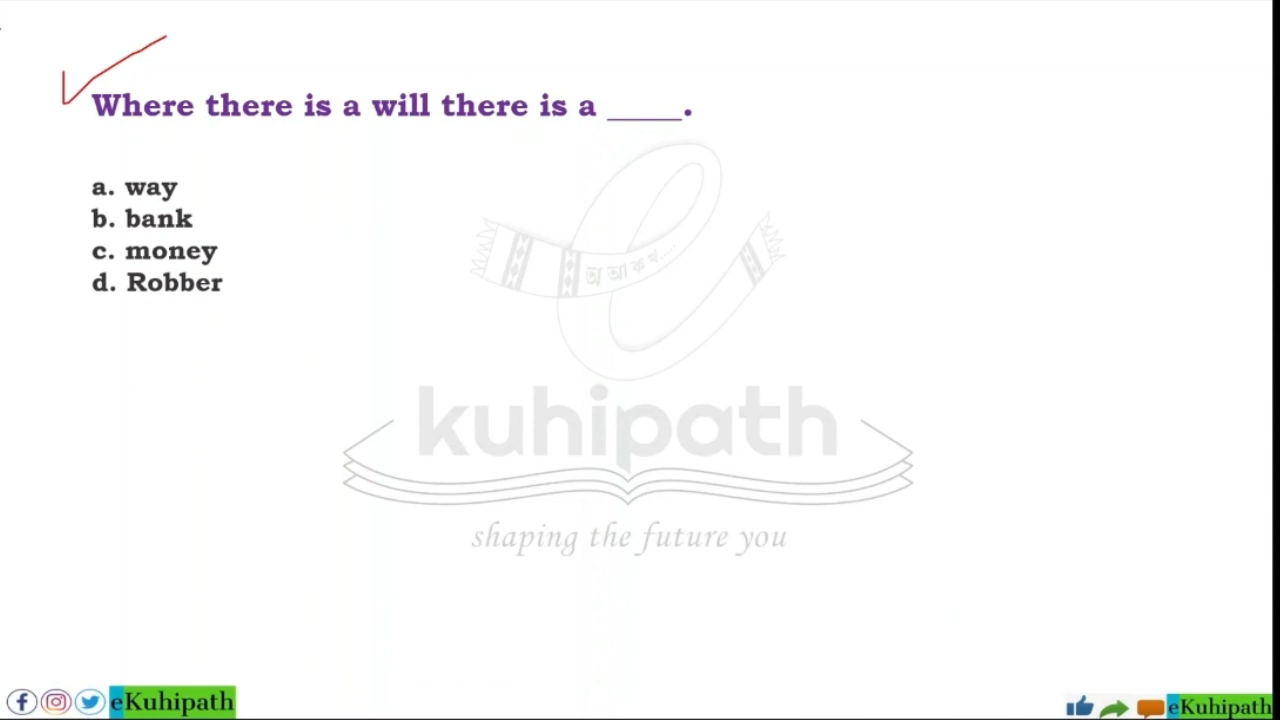 Where there is a will there is a _____.
a. way
b. bank
c. money
d. Robber
অ আ ক খ.....
kuhipath
shaping the future you
eKuhipath
eKuhipath